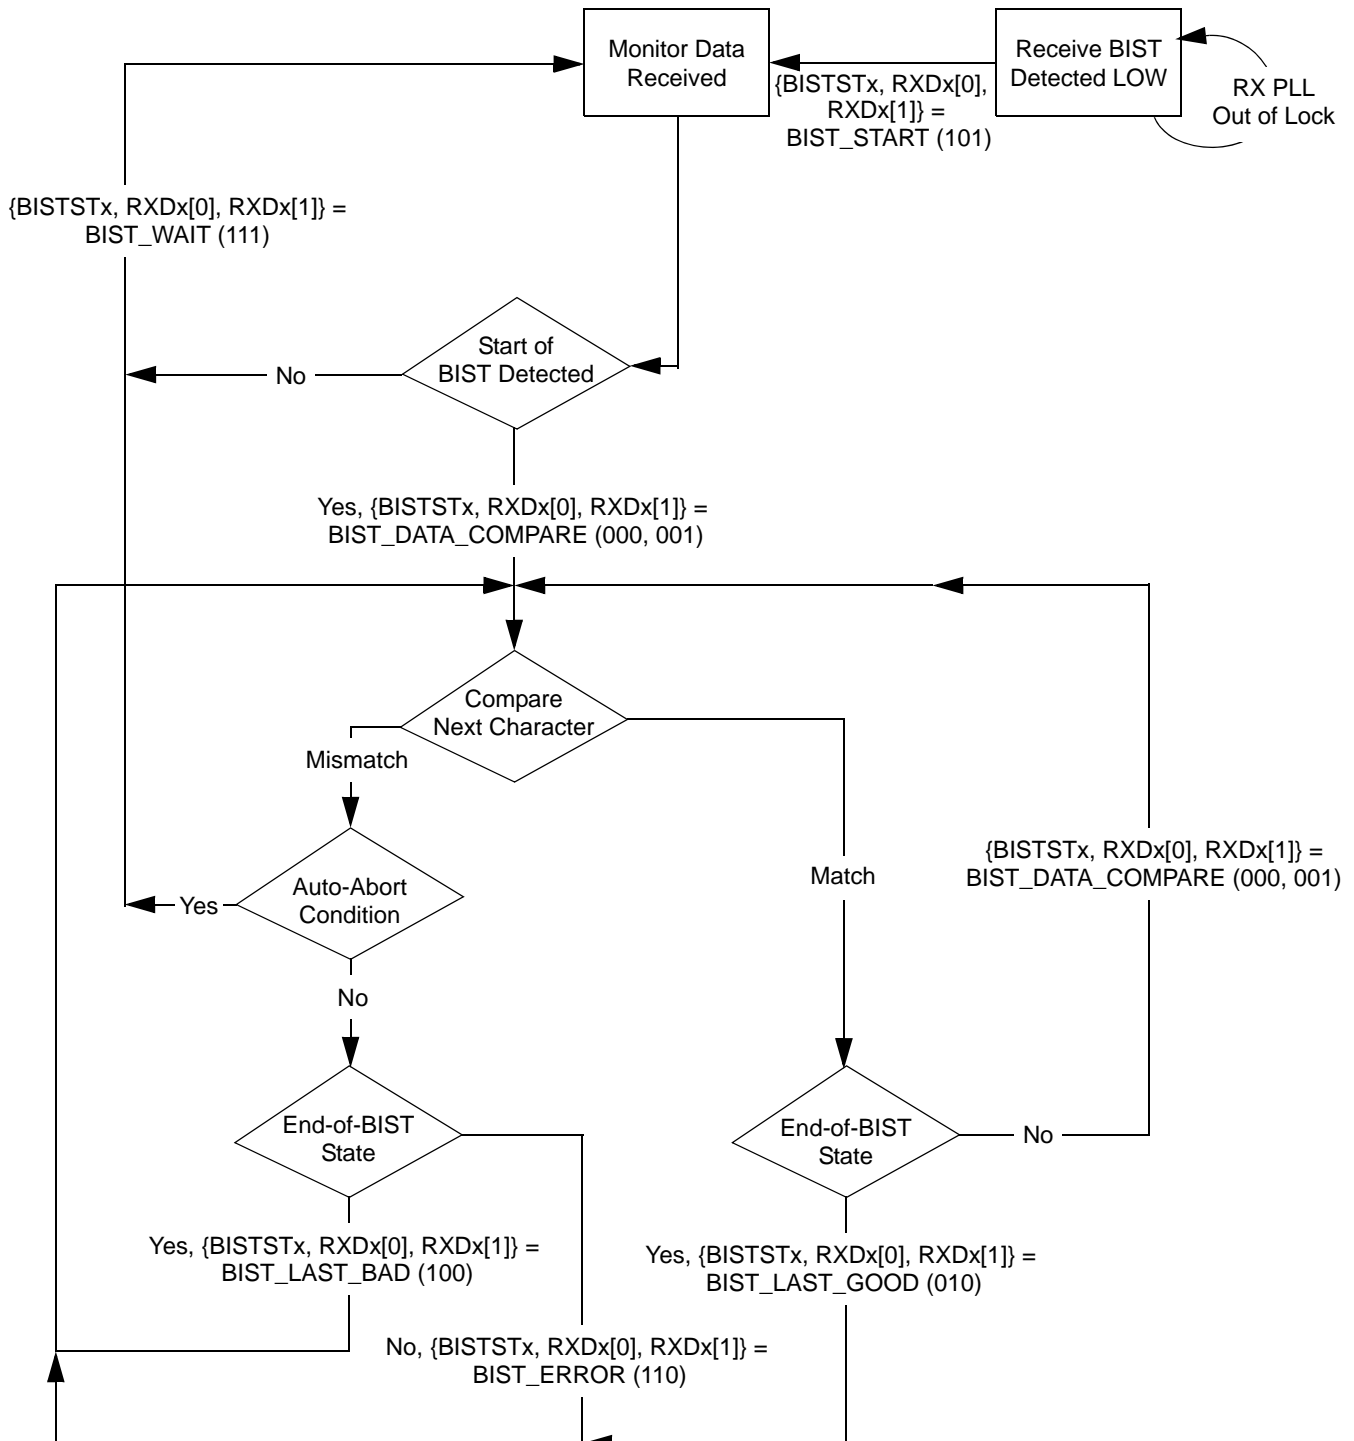 Monitor Data
Received
Receive BIST
Detected LOW
RX PLL
Out of Lock
{BISTSTx, RXDx[0],
RXDx[1]} =
BIST_START (101)
{BISTSTx, RXDx[0], RXDx[1]} =
BIST_WAIT (111)
Start of
BIST Detected
No
Yes, {BISTSTx, RXDx[0], RXDx[1]} =
BIST_DATA_COMPARE (000, 001)
Compare
Next Character
Mismatch
Match
{BISTSTx, RXDx[0], RXDx[1]} =
BIST_DATA_COMPARE (000, 001)
Auto-Abort
Condition
Yes
No
End-of-BIST
State
End-of-BIST
State
No
Yes, {BISTSTx, RXDx[0], RXDx[1]} =
BIST_LAST_BAD (100)
Yes, {BISTSTx, RXDx[0], RXDx[1]} =
BIST_LAST_GOOD (010)
No, {BISTSTx, RXDx[0], RXDx[1]} =
BIST_ERROR (110)